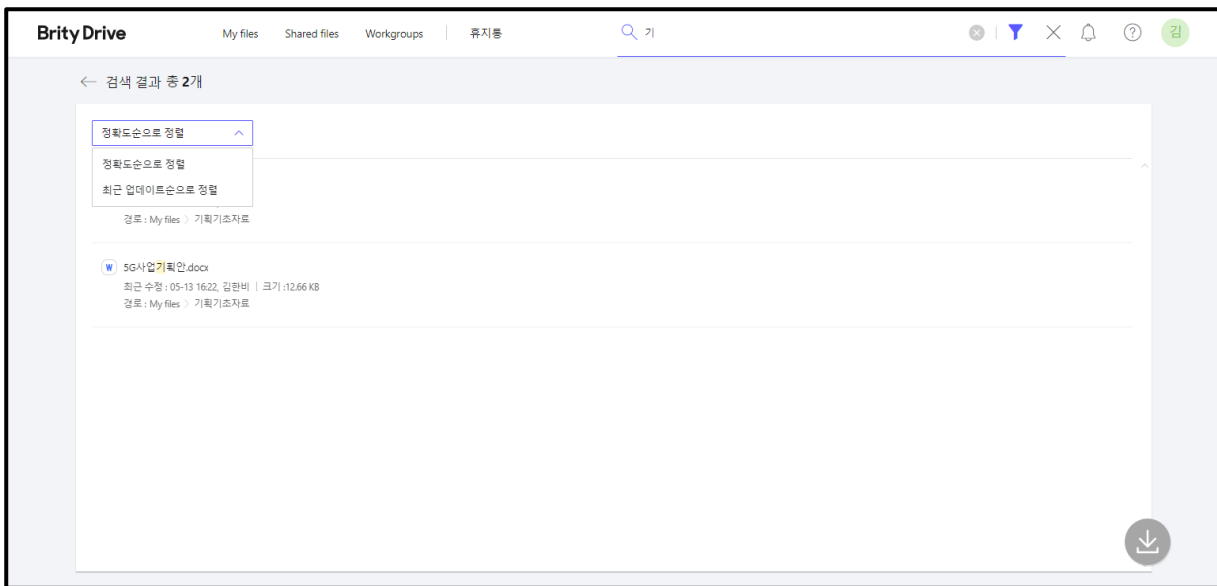 Brity Drive My files Shared files Workgroups 휴지통 기 김
검색 결과 총 2개
정확도순으로 정렬
정확도순으로 정렬
최근 업데이트순으로 정렬
경로 : My files 〉 기획기초자료
W 5G사업기획안.docx
최근 수정 : 05-13 16:22, 김한비 | 크기 :12.66 KB
경로 : My files 〉 기획기초자료